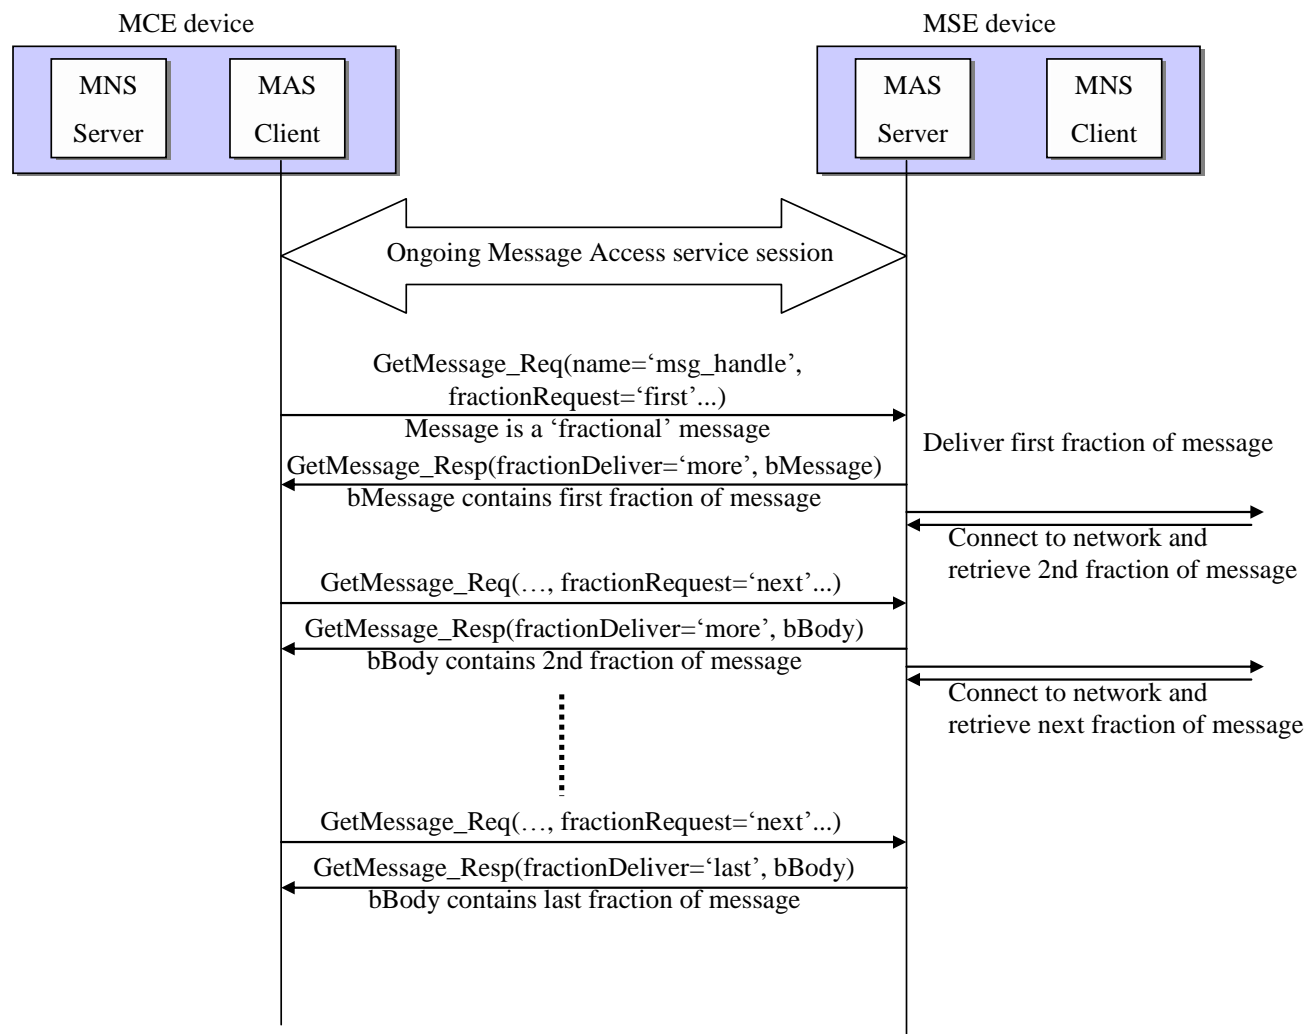 MCE device
MSE device
MNS
Server
MAS
Client
MAS
Server
MNS
Client
Ongoing Message Access service session
GetMessage_Req(name=‘msg_handle’,
fractionRequest=‘first’...)
Message is a ‘fractional’ message
Deliver first fraction of message
GetMessage_Resp(fractionDeliver=‘more’, bMessage)
bMessage contains first fraction of message
Connect to network and
retrieve 2nd fraction of message
GetMessage_Req(…, fractionRequest=‘next’...)
GetMessage_Resp(fractionDeliver=‘more’, bBody)
bBody contains 2nd fraction of message
Connect to network and
retrieve next fraction of message
GetMessage_Req(…, fractionRequest=‘next’...)
GetMessage_Resp(fractionDeliver=‘last’, bBody)
bBody contains last fraction of message